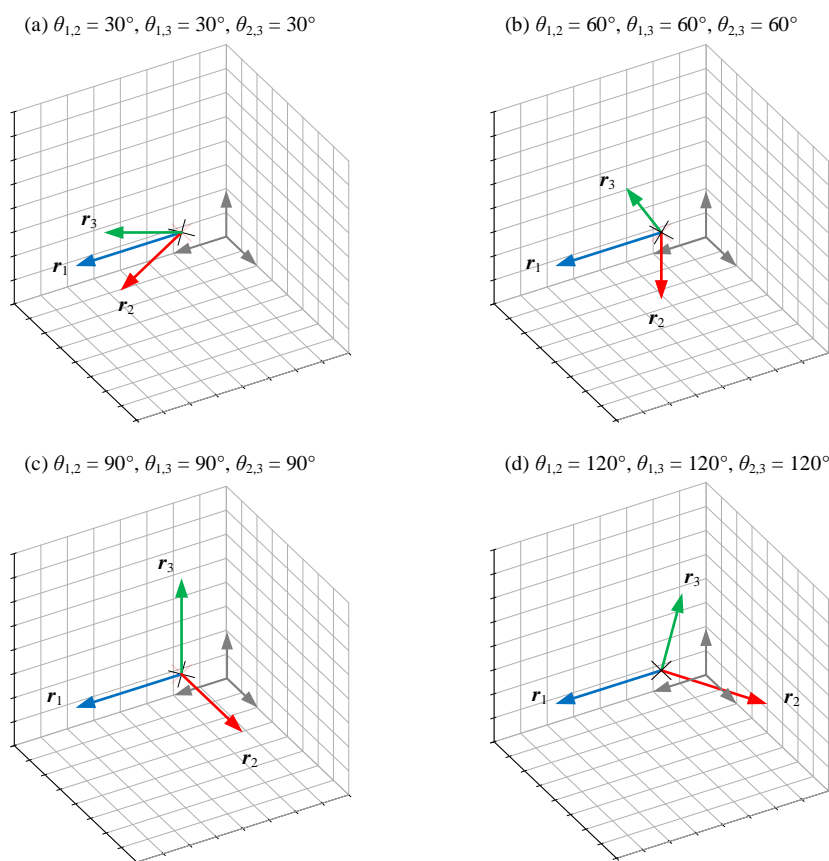 (a) θ1,2 = 30°, θ1,3 = 30°, θ2,3 = 30°
(b) θ1,2 = 60°, θ1,3 = 60°, θ2,3 = 60°
r3
r1
r2
r3
r1
r2
(c) θ1,2 = 90°, θ1,3 = 90°, θ2,3 = 90°
(d) θ1,2 = 120°, θ1,3 = 120°, θ2,3 = 120°
r3
r1
r2
r3
r1
r2